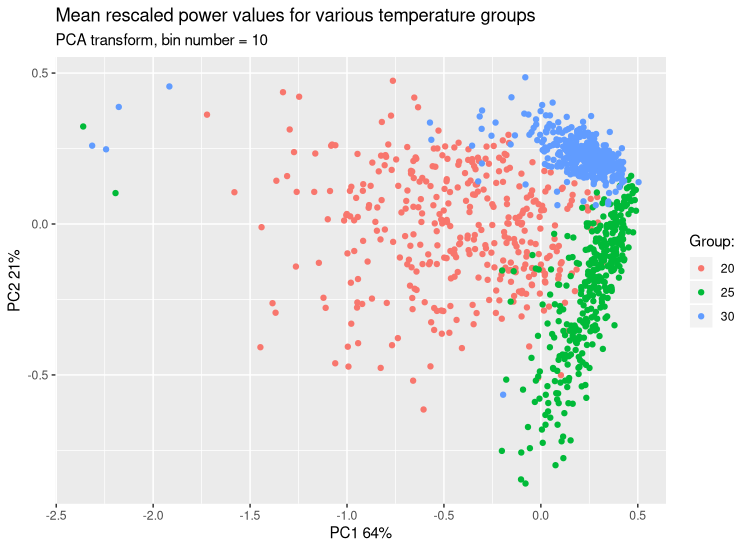 Mean rescaled power values for various temperature groups
PCA transform, bin number = 10
0.5
0.0
-0.5
PC2 21%
-2.5 -2.0 -1.5 -1.0 -0.5 0.0 0.5
PC1 64%
Group:
20
25
30